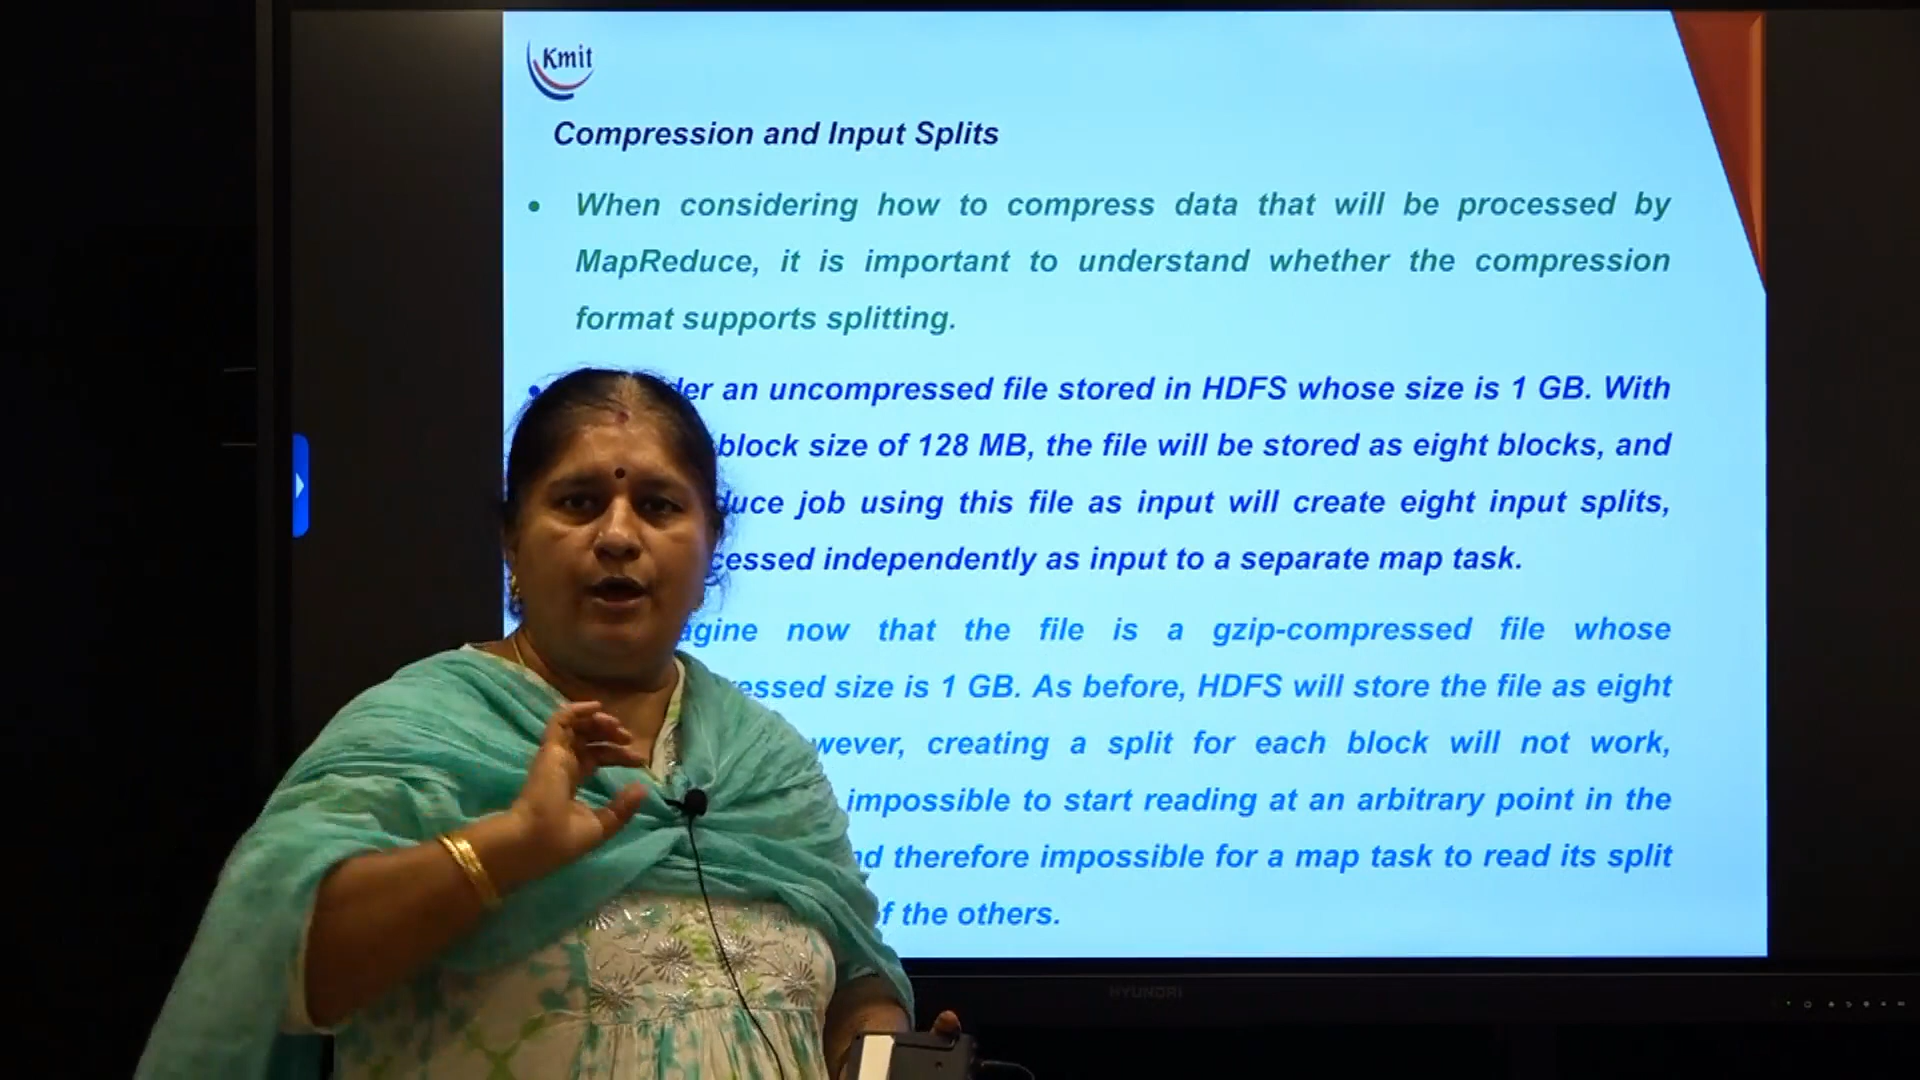 Kmit
Compression and Input Splits
• When considering how to compress data that will be processed by
MapReduce, it is important to understand whether the compression
format supports splitting.
• an uncompressed file stored in HDFS whose size is 1 GB. With
block size of 128 MB, the file will be stored as eight blocks, and
job using this file as input will create eight input splits,
independently as input to a separate map task.
now that the file is a gzip-compressed file whose
size is 1 GB. As before, HDFS will store the file as eight
creating a split for each block will not work,
impossible to start reading at an arbitrary point in the
therefore impossible for a map task to read its split
of the others.
HYUNDAI